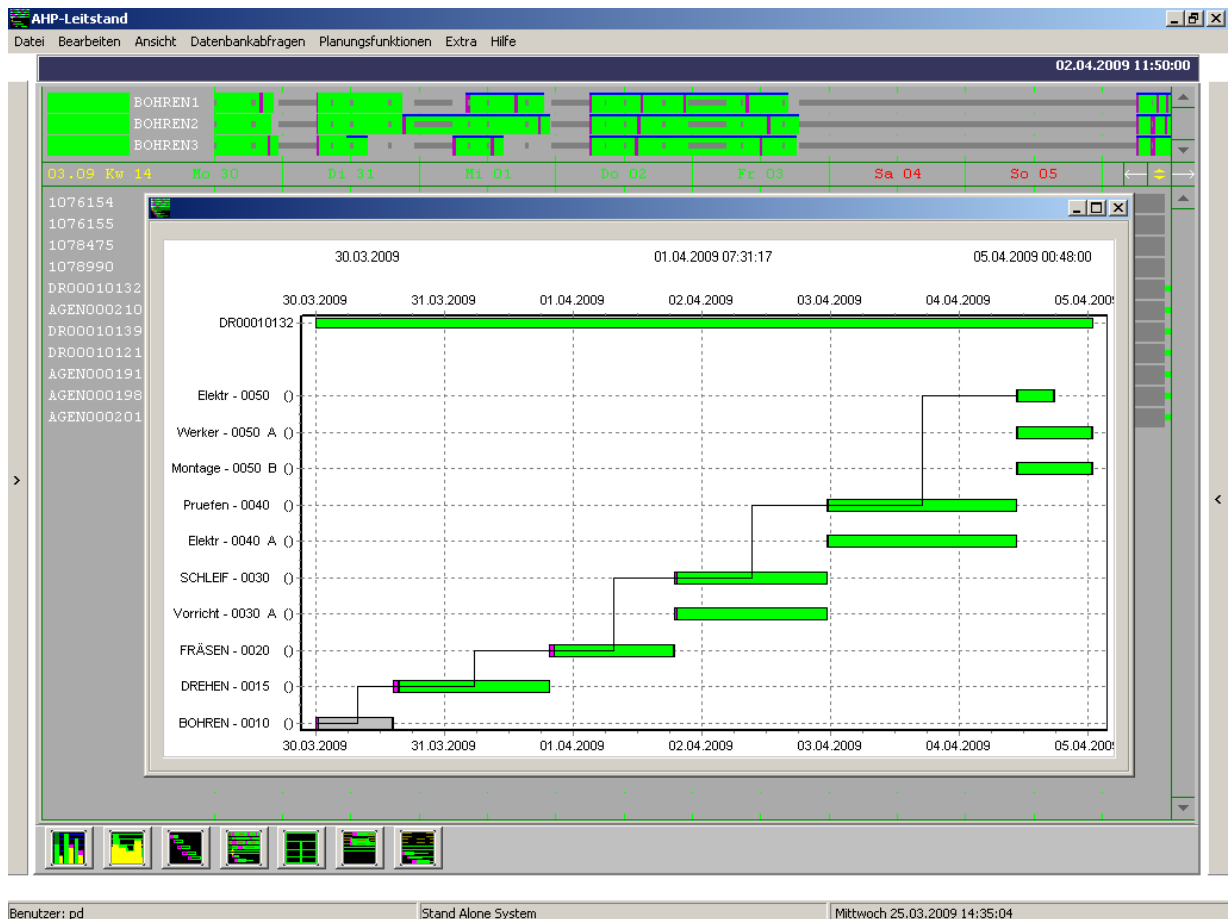 AHP-Leitstand
Datei Bearbeiten Ansicht Datenbankabfragen Planungsfunktionen Extra Hilfe
02.04.2009 11:50:00
BOHREN1
BOHREN2
BOHREN3
03.09 Kw 14 Mo 30 Di 31 Mi 01 Do 02 Fr 03 Sa 04 So 05
1076154
1076155
1078475
1078990
DR00010132
AGEN000210
DR00010139
DR00010121
AGEN000191
AGEN000198
AGEN000201
30.03.2009 01.04.2009 07:31:17 05.04.2009 00:48:00
30.03.2009 31.03.2009 01.04.2009 02.04.2009 03.04.2009 04.04.2009 05.04.200
DR00010132
Elektr - 0050 ()
Werker - 0050 A ()
Montage - 0050 B ()
Pruefen - 0040 ()
Elektr - 0040 A ()
SCHLEIF - 0030 ()
Vorricht - 0030 A ()
FRÄSEN - 0020 ()
DREHEN - 0015 ()
BOHREN - 0010 ()
30.03.2009 31.03.2009 01.04.2009 02.04.2009 03.04.2009 04.04.2009 05.04.200
>
<
Benutzer: pd Stand Alone System Mittwoch 25.03.2009 14:35:04